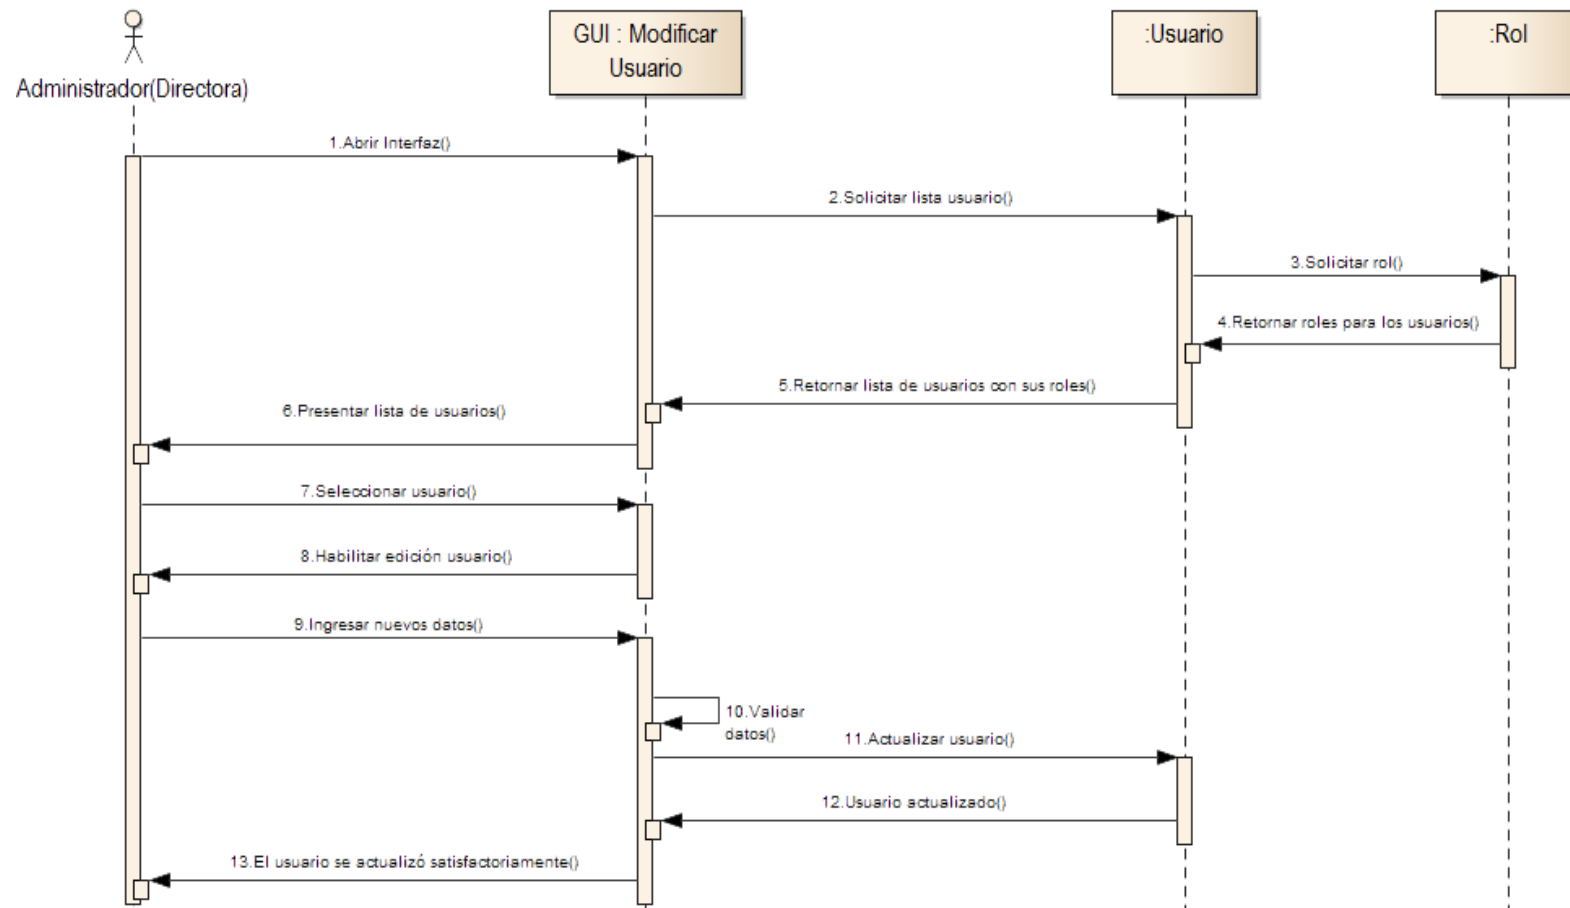 Administrador(Directora)
GUI : Modificar
Usuario
:Usuario
:Rol
1.Abrir Interfaz()
2.Solicitar lista usuario()
3.Solicitar rol()
4.Retornar roles para los usuarios()
5.Retornar lista de usuarios con sus roles()
6.Presentar lista de usuarios()
7.Seleccionar usuario()
8.Habilitar edición usuario()
9.Ingresar nuevos datos()
10.Validar
datos()
11.Actualizar usuario()
12.Usuario actualizado()
13.El usuario se actualizó satisfactoriamente()